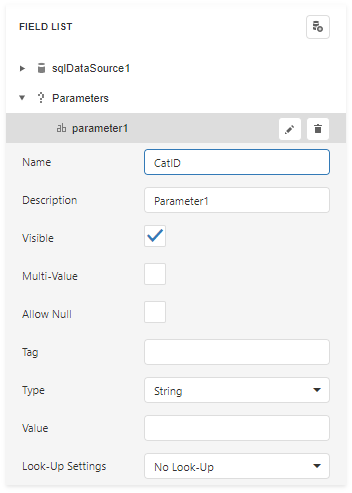 FIELD LIST
sqlDataSource1
Parameters
ab parameter1
Name CatID
Description Parameter1
Visible
Multi-Value
Allow Null
Tag
Type String
Value
Look-Up Settings No Look-Up